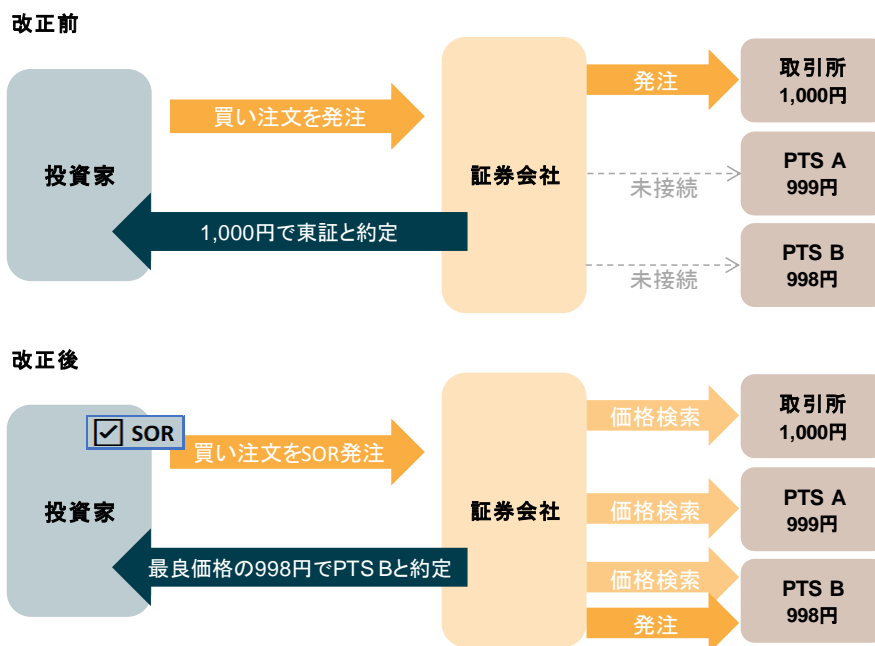 改正前
投資家
買い注文を発注
1,000円で東証と約定
証券会社
発注
未接続
未接続
取引所
1,000円
PTS A
999円
PTS B
998円
改正後
投資家
SOR
買い注文をSOR発注
最良価格の998円でPTS Bと約定
証券会社
価格検索
価格検索
価格検索
発注
取引所
1,000円
PTS A
999円
PTS B
998円